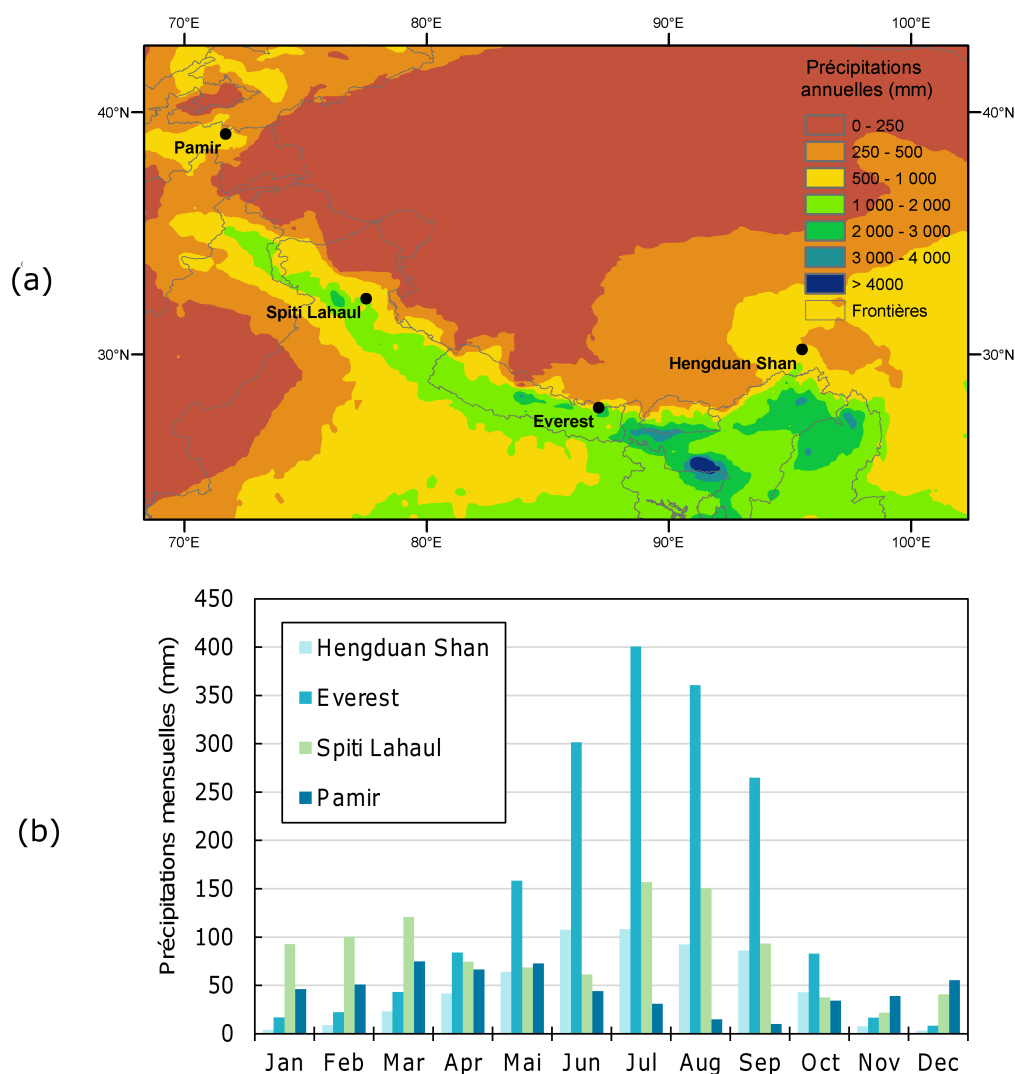 70°E 80°E 90°E 100°E
(a)
40°N 40°N
30°N 30°N
Précipitations
annuelles (mm)
0 - 250
250 - 500
500 - 1 000
1 000 - 2 000
2 000 - 3 000
3 000 - 4 000
> 4000
Frontières
Pamir
Spiti Lahaul
Hengduan Shan
Everest
70°E 80°E 90°E 100°E
(b)
Précipitations mensuelles (mm)
450
400
350
300
250
200
150
100
50
0
Hengduan Shan
Everest
Spiti Lahaul
Pamir
Jan Feb Mar Apr Mai Jun Jul Aug Sep Oct Nov Dec